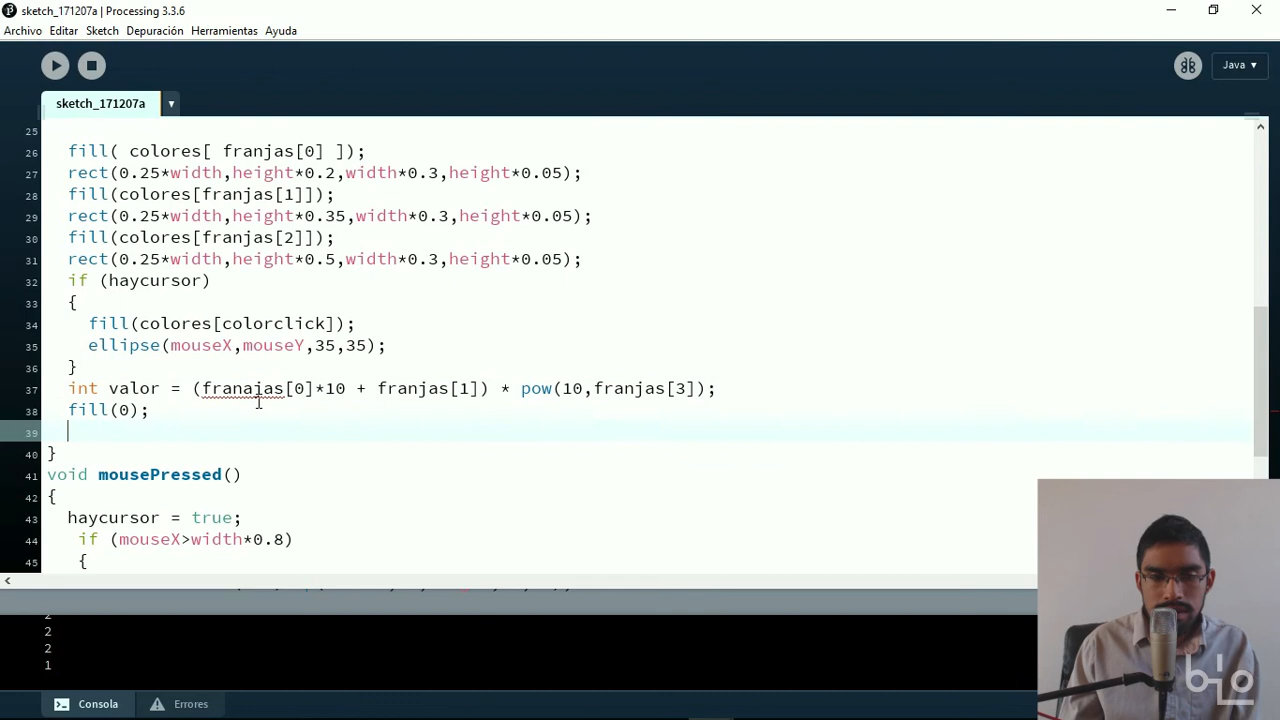 sketch_171207a | Processing 3.3.6
Archivo Editar Sketch Depuración Herramientas Ayuda
Java ▾
sketch_171207a ▾
25
26 fill( colores[ franjas[0] ]);
27 rect(0.25*width,height*0.2,width*0.3,height*0.05);
28 fill(colores[franjas[1]]);
29 rect(0.25*width,height*0.35,width*0.3,height*0.05);
30 fill(colores[franjas[2]]);
31 rect(0.25*width,height*0.5,width*0.3,height*0.05);
32 if (haycursor)
33 {
34 fill(colores[colorclick]);
35 ellipse(mouseX,mouseY,35,35);
36 }
37 int valor = (franajas[0]*10 + franjas[1]) * pow(10,franjas[3]);
38 fill(0);
39
40 }
41 void mousePressed()
42 {
43 haycursor = true;
44 if (mouseX>width*0.8)
45 {
2
2
2
1
Consola Errores